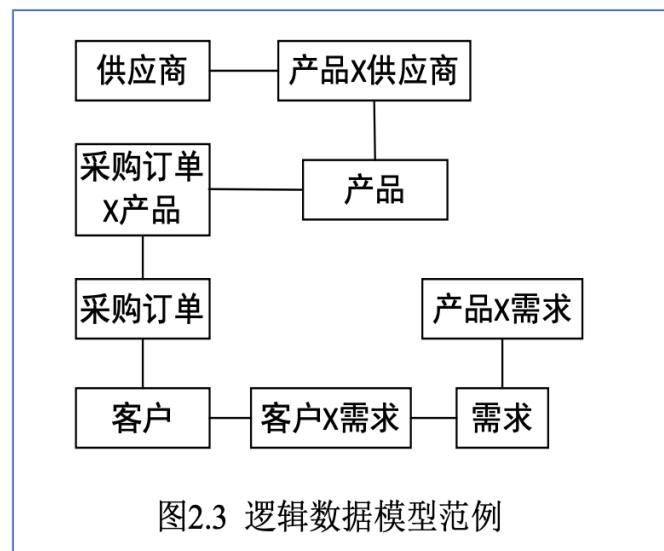 供应商
产品X供应商
采购订单
X产品
产品
采购订单
产品X需求
客户
客户X需求
需求
图2.3 逻辑数据模型范例